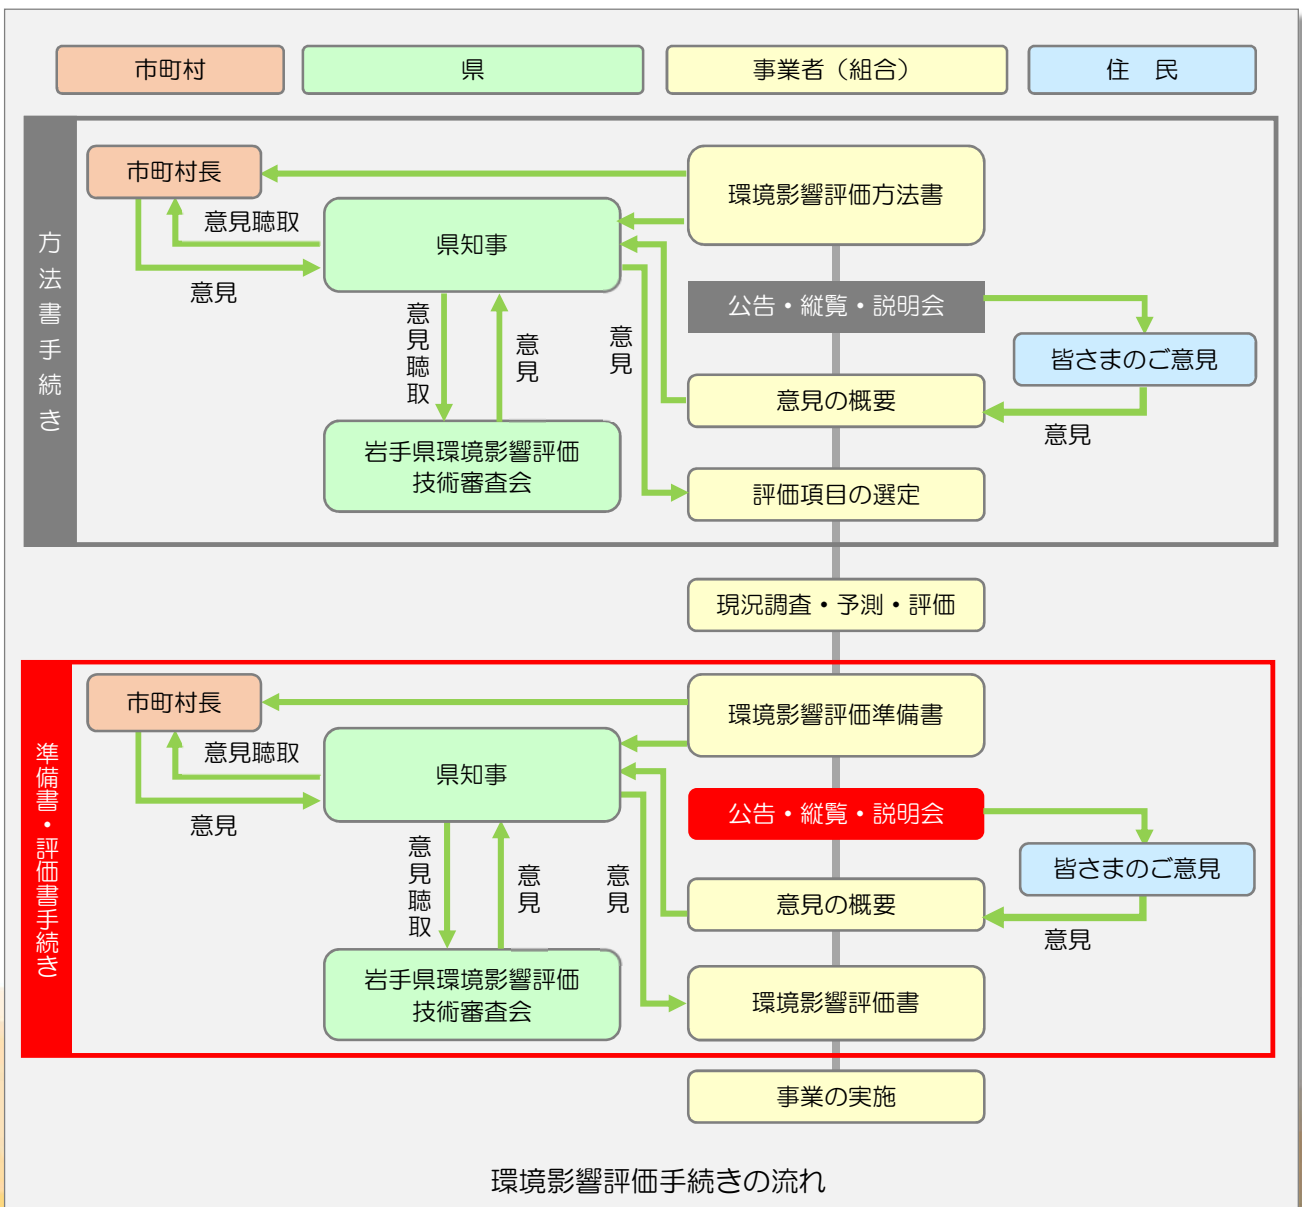 市町村
県
事業者（組合）
住　民
方法書手続き
市町村長
環境影響評価方法書
意見聴取
県知事
意見
公告・縦覧・説明会
意見聴取
意見
意見
皆さまのご意見
意見の概要
意見
岩手県環境影響評価
技術審査会
評価項目の選定
現況調査・予測・評価
準備書・評価書手続き
市町村長
環境影響評価準備書
意見聴取
県知事
意見
公告・縦覧・説明会
意見聴取
意見
意見
皆さまのご意見
意見の概要
意見
岩手県環境影響評価
技術審査会
環境影響評価書
事業の実施
環境影響評価手続きの流れ